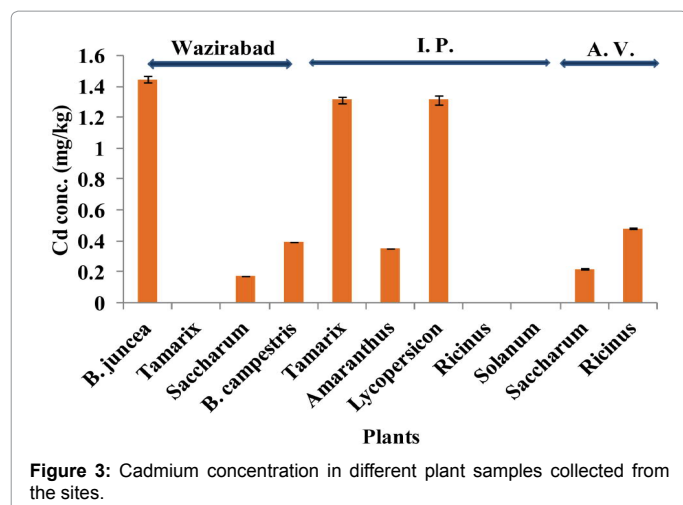 Wazirabad
I. P.
A. V.
Cd conc. (mg/kg)
1.6
1.4
1.2
1
0.8
0.6
0.4
0.2
0
B. juncea
Tamarix
Saccharum
B. campestris
Tamarix
Amaranthus
Lycopersicon
Ricinus
Solanum
Saccharum
Ricinus
Plants
Figure 3: Cadmium concentration in different plant samples collected from
the sites.